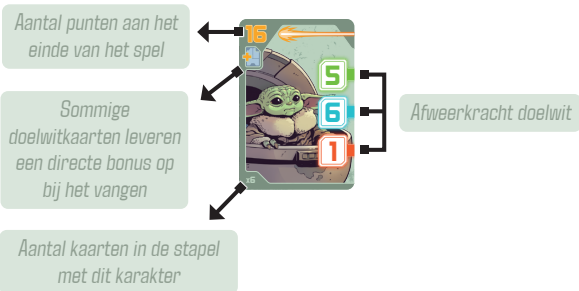 Aantal punten aan het
einde van het spel
16
5
6
1
x6
Sommige
doelwitkaarten leveren
een directe bonus op
bij het vangen
Afweerkracht doelwit
Aantal kaarten in de stapel
met dit karakter